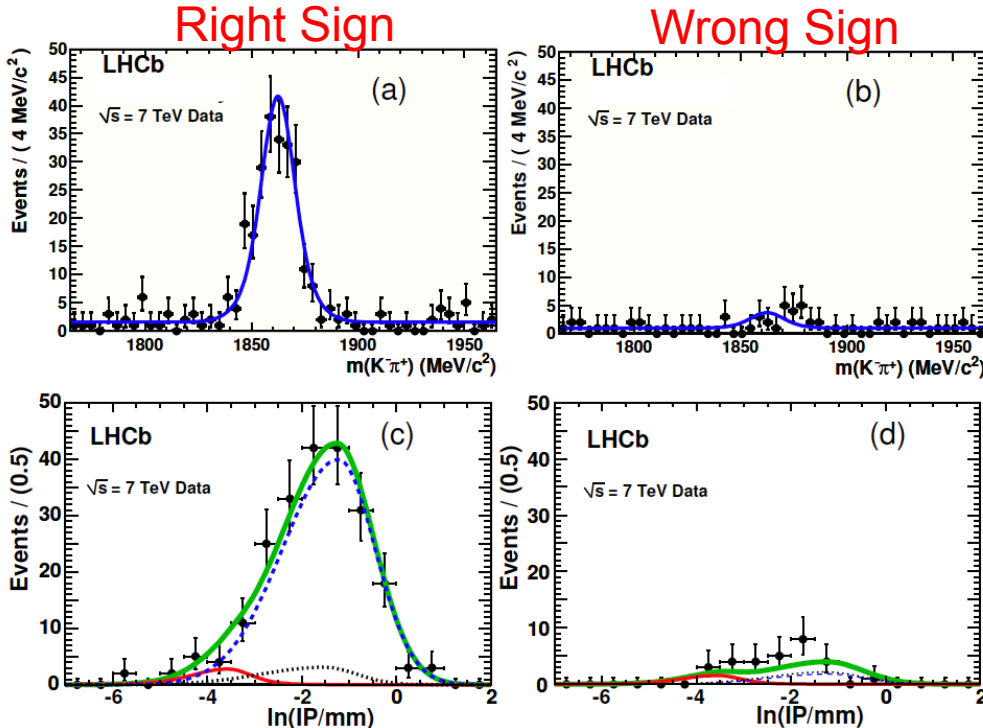 Right Sign
Wrong Sign
LHCb
(a)
√s = 7 TeV Data
Events / ( 4 MeV/c²)
50
45
40
35
30
25
20
15
10
5
0
1800
1850
1900
1950
m(K⁻π⁺) (MeV/c²)
LHCb
(b)
√s = 7 TeV Data
Events / ( 4 MeV/c²)
50
45
40
35
30
25
20
15
10
5
0
1800
1850
1900
1950
m(K⁻π⁺) (MeV/c²)
LHCb
(c)
√s = 7 TeV Data
Events / (0.5)
50
40
30
20
10
0
-6
-4
-2
0
2
ln(IP/mm)
LHCb
(d)
√s = 7 TeV Data
Events / (0.5)
50
40
30
20
10
0
-6
-4
-2
0
2
ln(IP/mm)